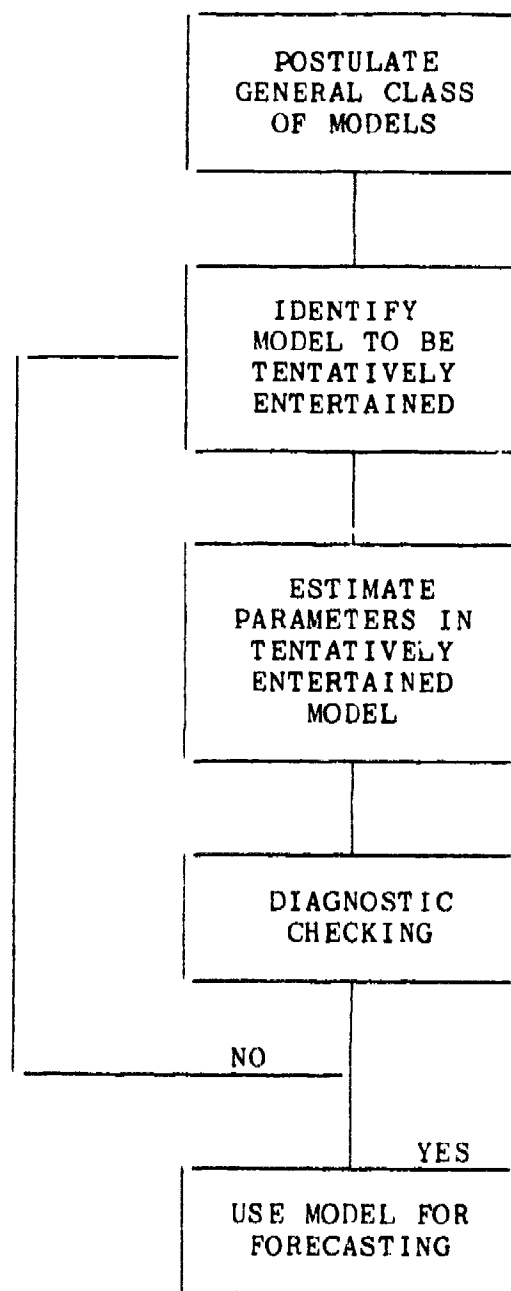 POSTULATE
GENERAL CLASS
OF MODELS
IDENTIFY
MODEL TO BE
TENTATIVELY
ENTERTAINED
ESTIMATE
PARAMETERS IN
TENTATIVELY
ENTERTAINED
MODEL
DIAGNOSTIC
CHECKING
NO
YES
USE MODEL FOR
FORECASTING